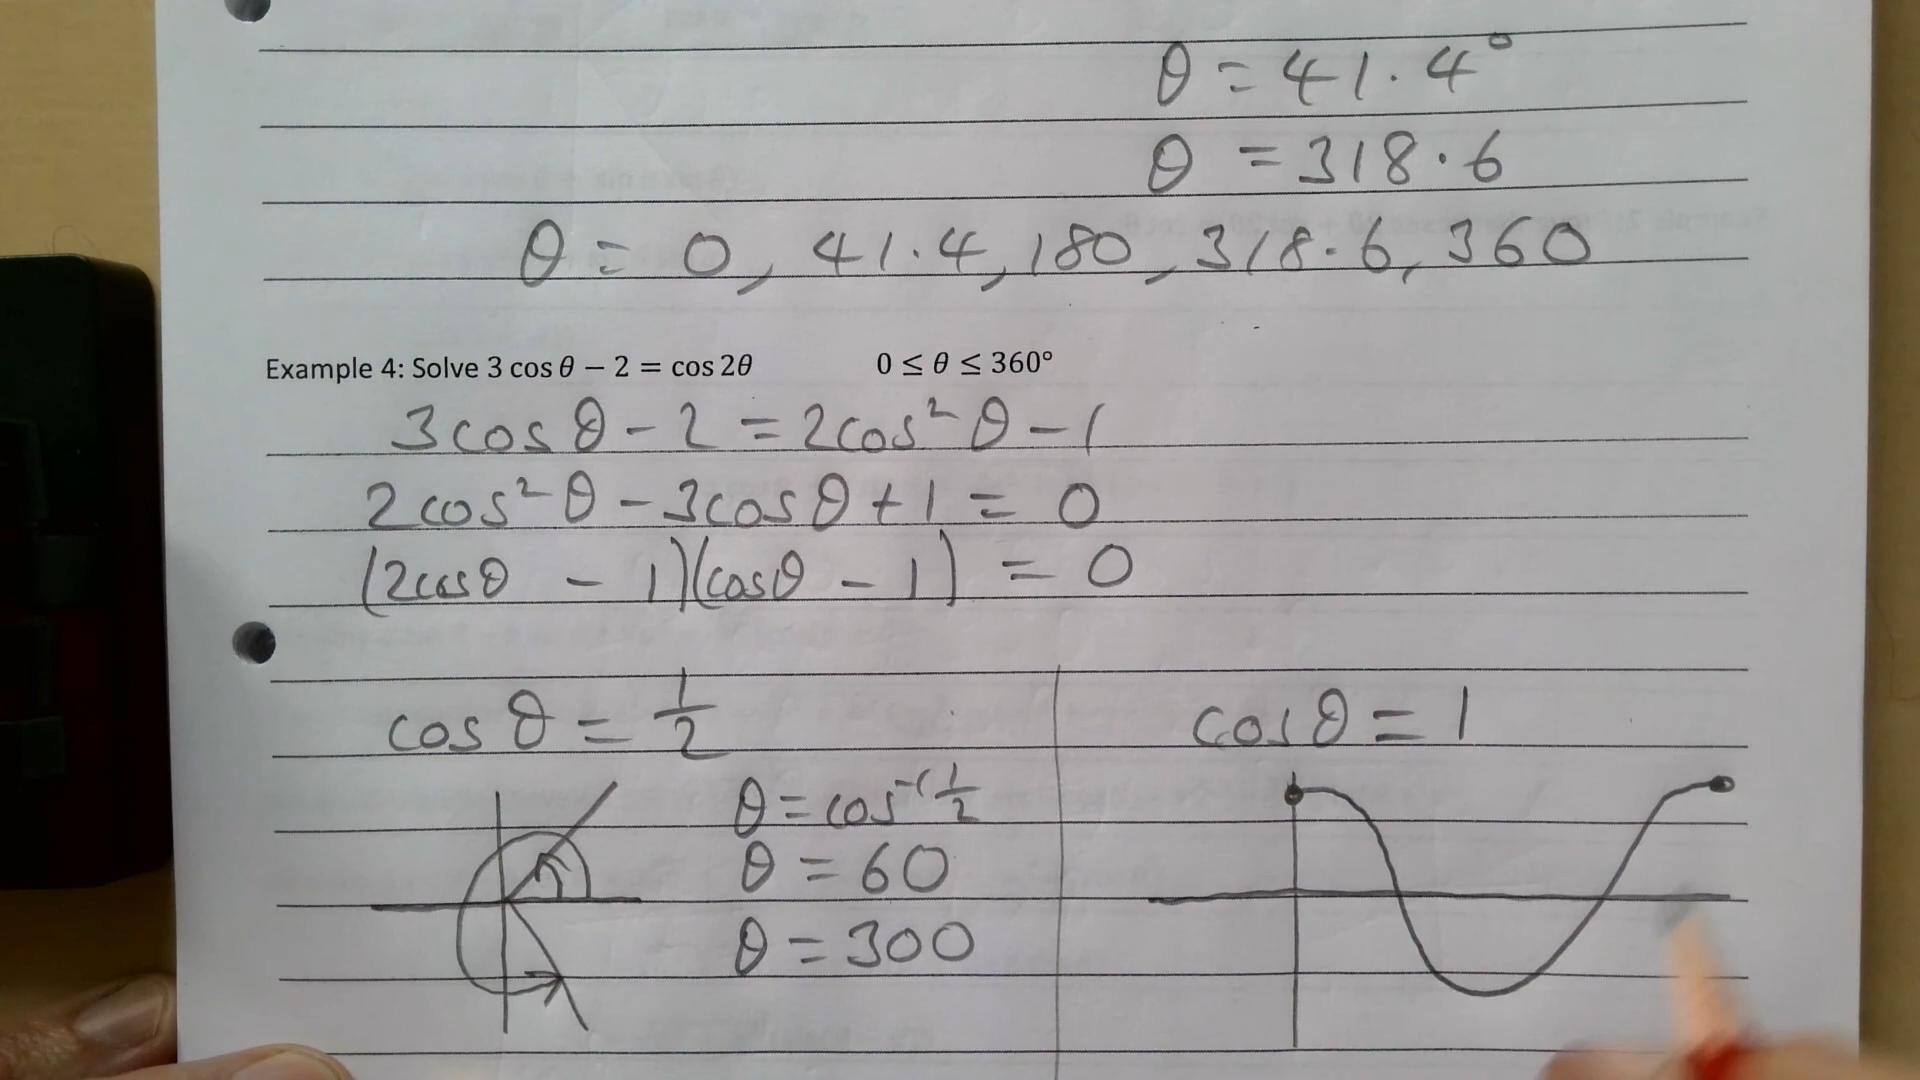 θ = 41.4°
θ = 318.6
θ = 0, 41.4, 180, 318.6, 360
Example 4: Solve 3 cos θ − 2 = cos 2θ 0 ≤ θ ≤ 360°
3cos θ − 2 = 2cos² θ − 1
2cos² θ − 3cos θ + 1 = 0
(2cos θ − 1)(cos θ − 1) = 0
cos θ = 1/2
θ = cos⁻¹ 1/2
θ = 60
θ = 300
cos θ = 1